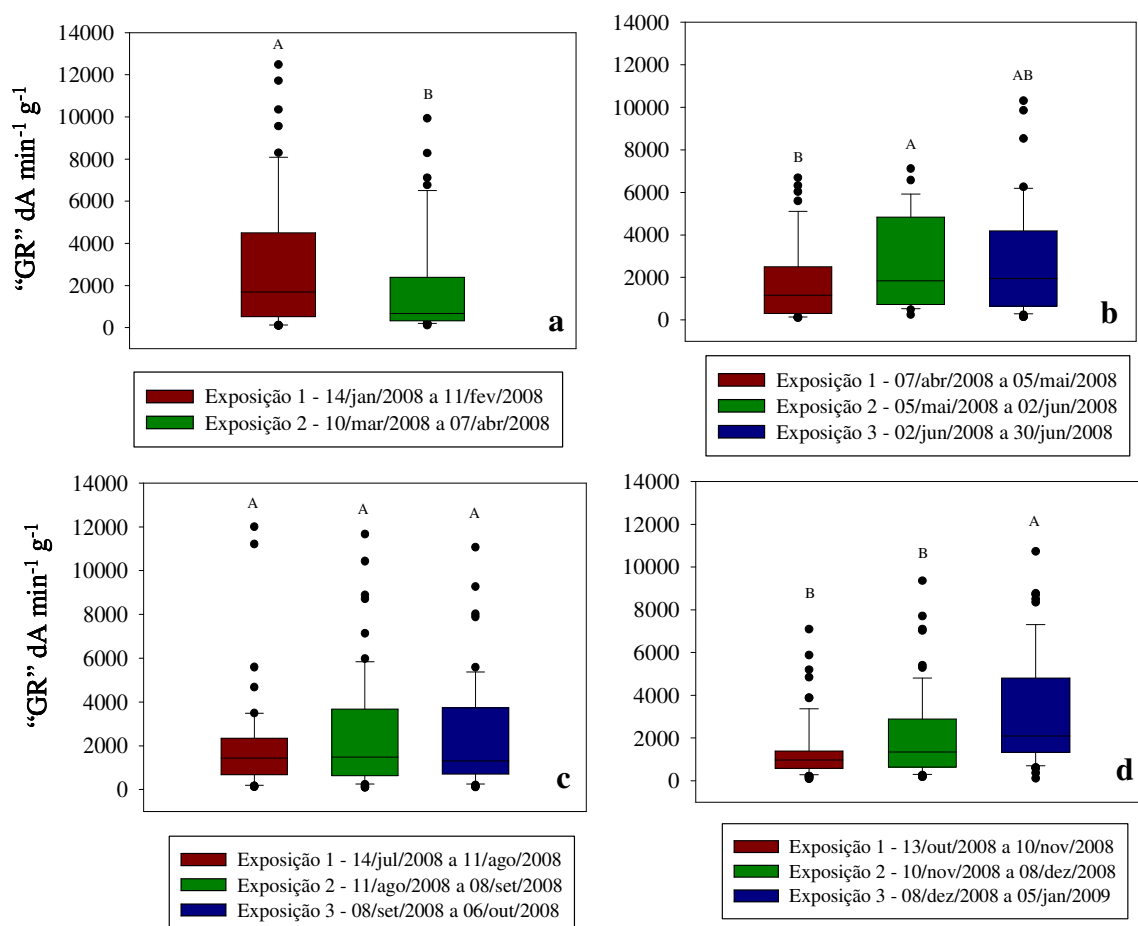 14000
12000
10000
8000
6000
4000
2000
0
“GR” dA min⁻¹ g⁻¹
A
B
a
Exposição 1 - 14/jan/2008 a 11/fev/2008
Exposição 2 - 10/mar/2008 a 07/abr/2008
14000
12000
10000
8000
6000
4000
2000
0
B
A
AB
b
Exposição 1 - 07/abr/2008 a 05/mai/2008
Exposição 2 - 05/mai/2008 a 02/jun/2008
Exposição 3 - 02/jun/2008 a 30/jun/2008
14000
12000
10000
8000
6000
4000
2000
0
“GR” dA min⁻¹ g⁻¹
A
A
A
c
Exposição 1 - 14/jul/2008 a 11/ago/2008
Exposição 2 - 11/ago/2008 a 08/set/2008
Exposição 3 - 08/set/2008 a 06/out/2008
14000
12000
10000
8000
6000
4000
2000
0
B
B
A
d
Exposição 1 - 13/out/2008 a 10/nov/2008
Exposição 2 - 10/nov/2008 a 08/dez/2008
Exposição 3 - 08/dez/2008 a 05/jan/2009